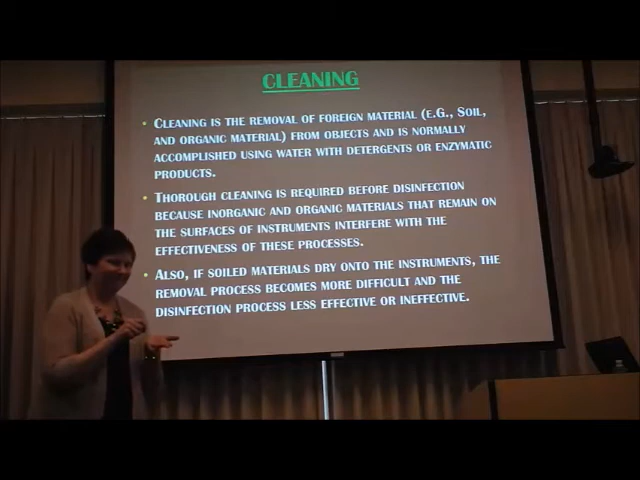 CLEANING
• CLEANING IS THE REMOVAL OF FOREIGN MATERIAL (E.G., SOIL,
AND ORGANIC MATERIAL) FROM OBJECTS AND IS NORMALLY
ACCOMPLISHED USING WATER WITH DETERGENTS OR ENZYMATIC
PRODUCTS.
• THOROUGH CLEANING IS REQUIRED BEFORE DISINFECTION
BECAUSE INORGANIC AND ORGANIC MATERIALS THAT REMAIN ON
THE SURFACES OF INSTRUMENTS INTERFERE WITH THE
EFFECTIVENESS OF THESE PROCESSES.
• ALSO, IF SOILED MATERIALS DRY ONTO THE INSTRUMENTS, THE
REMOVAL PROCESS BECOMES MORE DIFFICULT AND THE
DISINFECTION PROCESS LESS EFFECTIVE OR INEFFECTIVE.